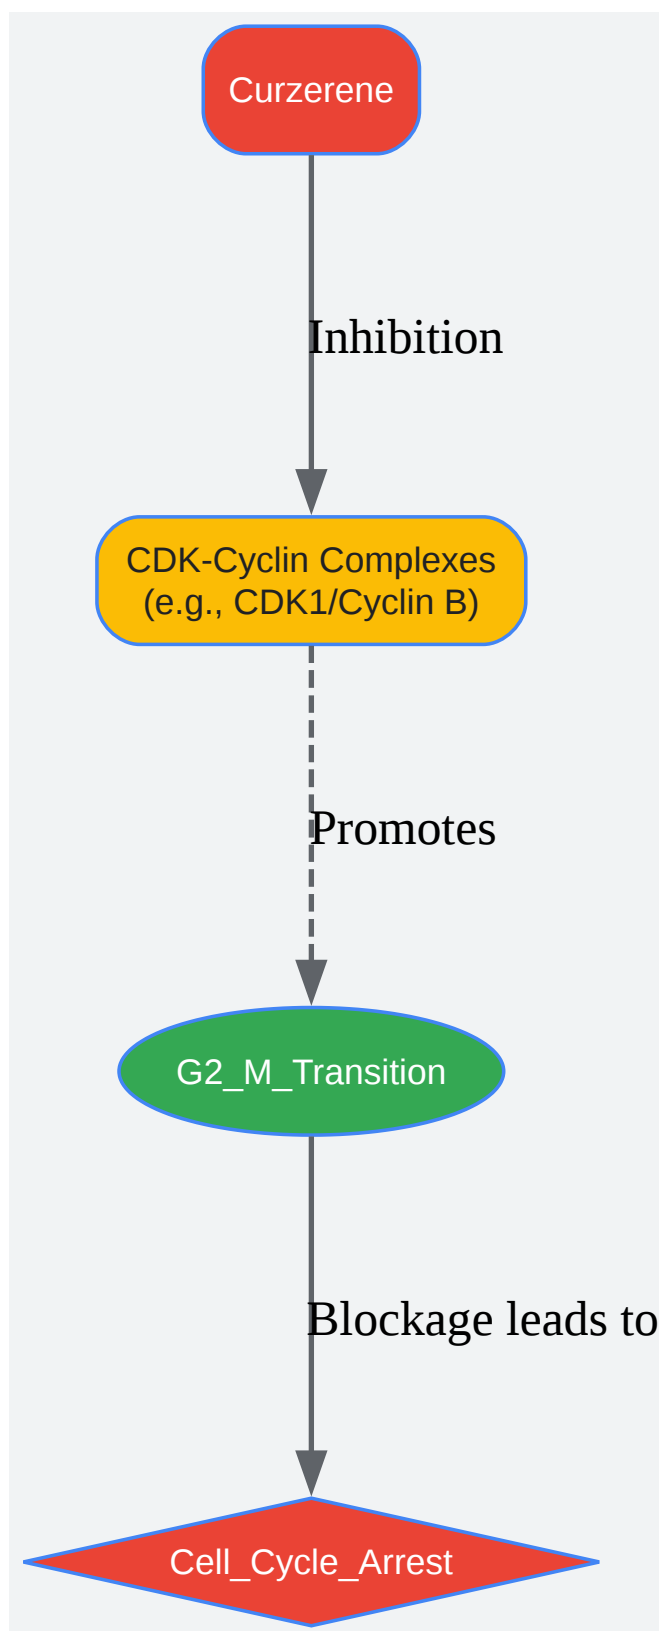 Curzerene
Inhibition
CDK-Cyclin Complexes
(e.g., CDK1/Cyclin B)
Promotes
G2_M_Transition
Blockage leads to
Cell_Cycle_Arrest